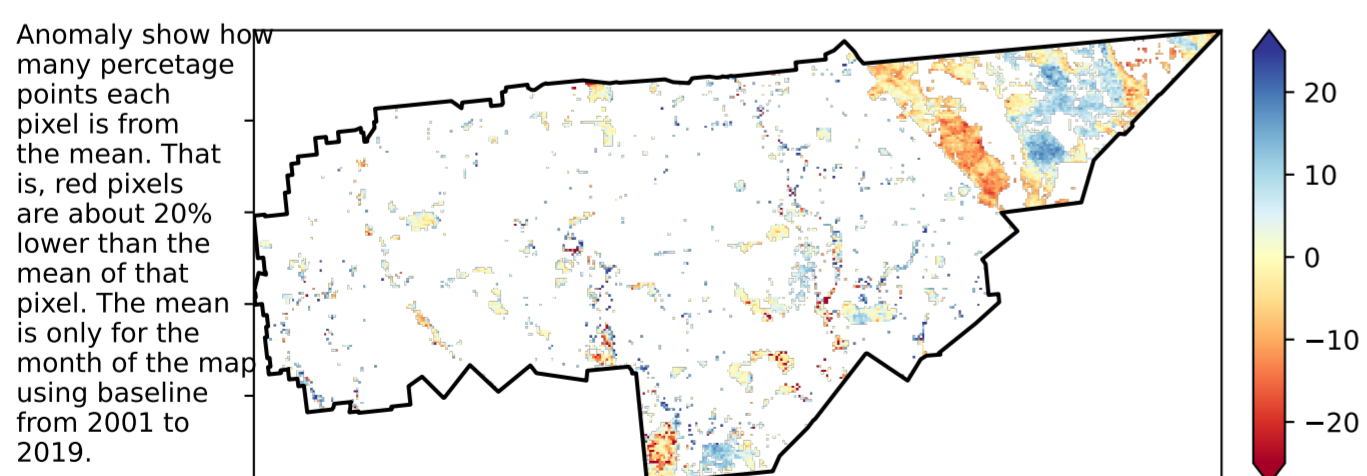 Anomaly show how
many percetage
points each
pixel is from
the mean. That
is, red pixels
are about 20%
lower than the
mean of that
pixel. The mean
is only for the
month of the map
using baseline
from 2001 to
2019.
20
10
0
−10
−20